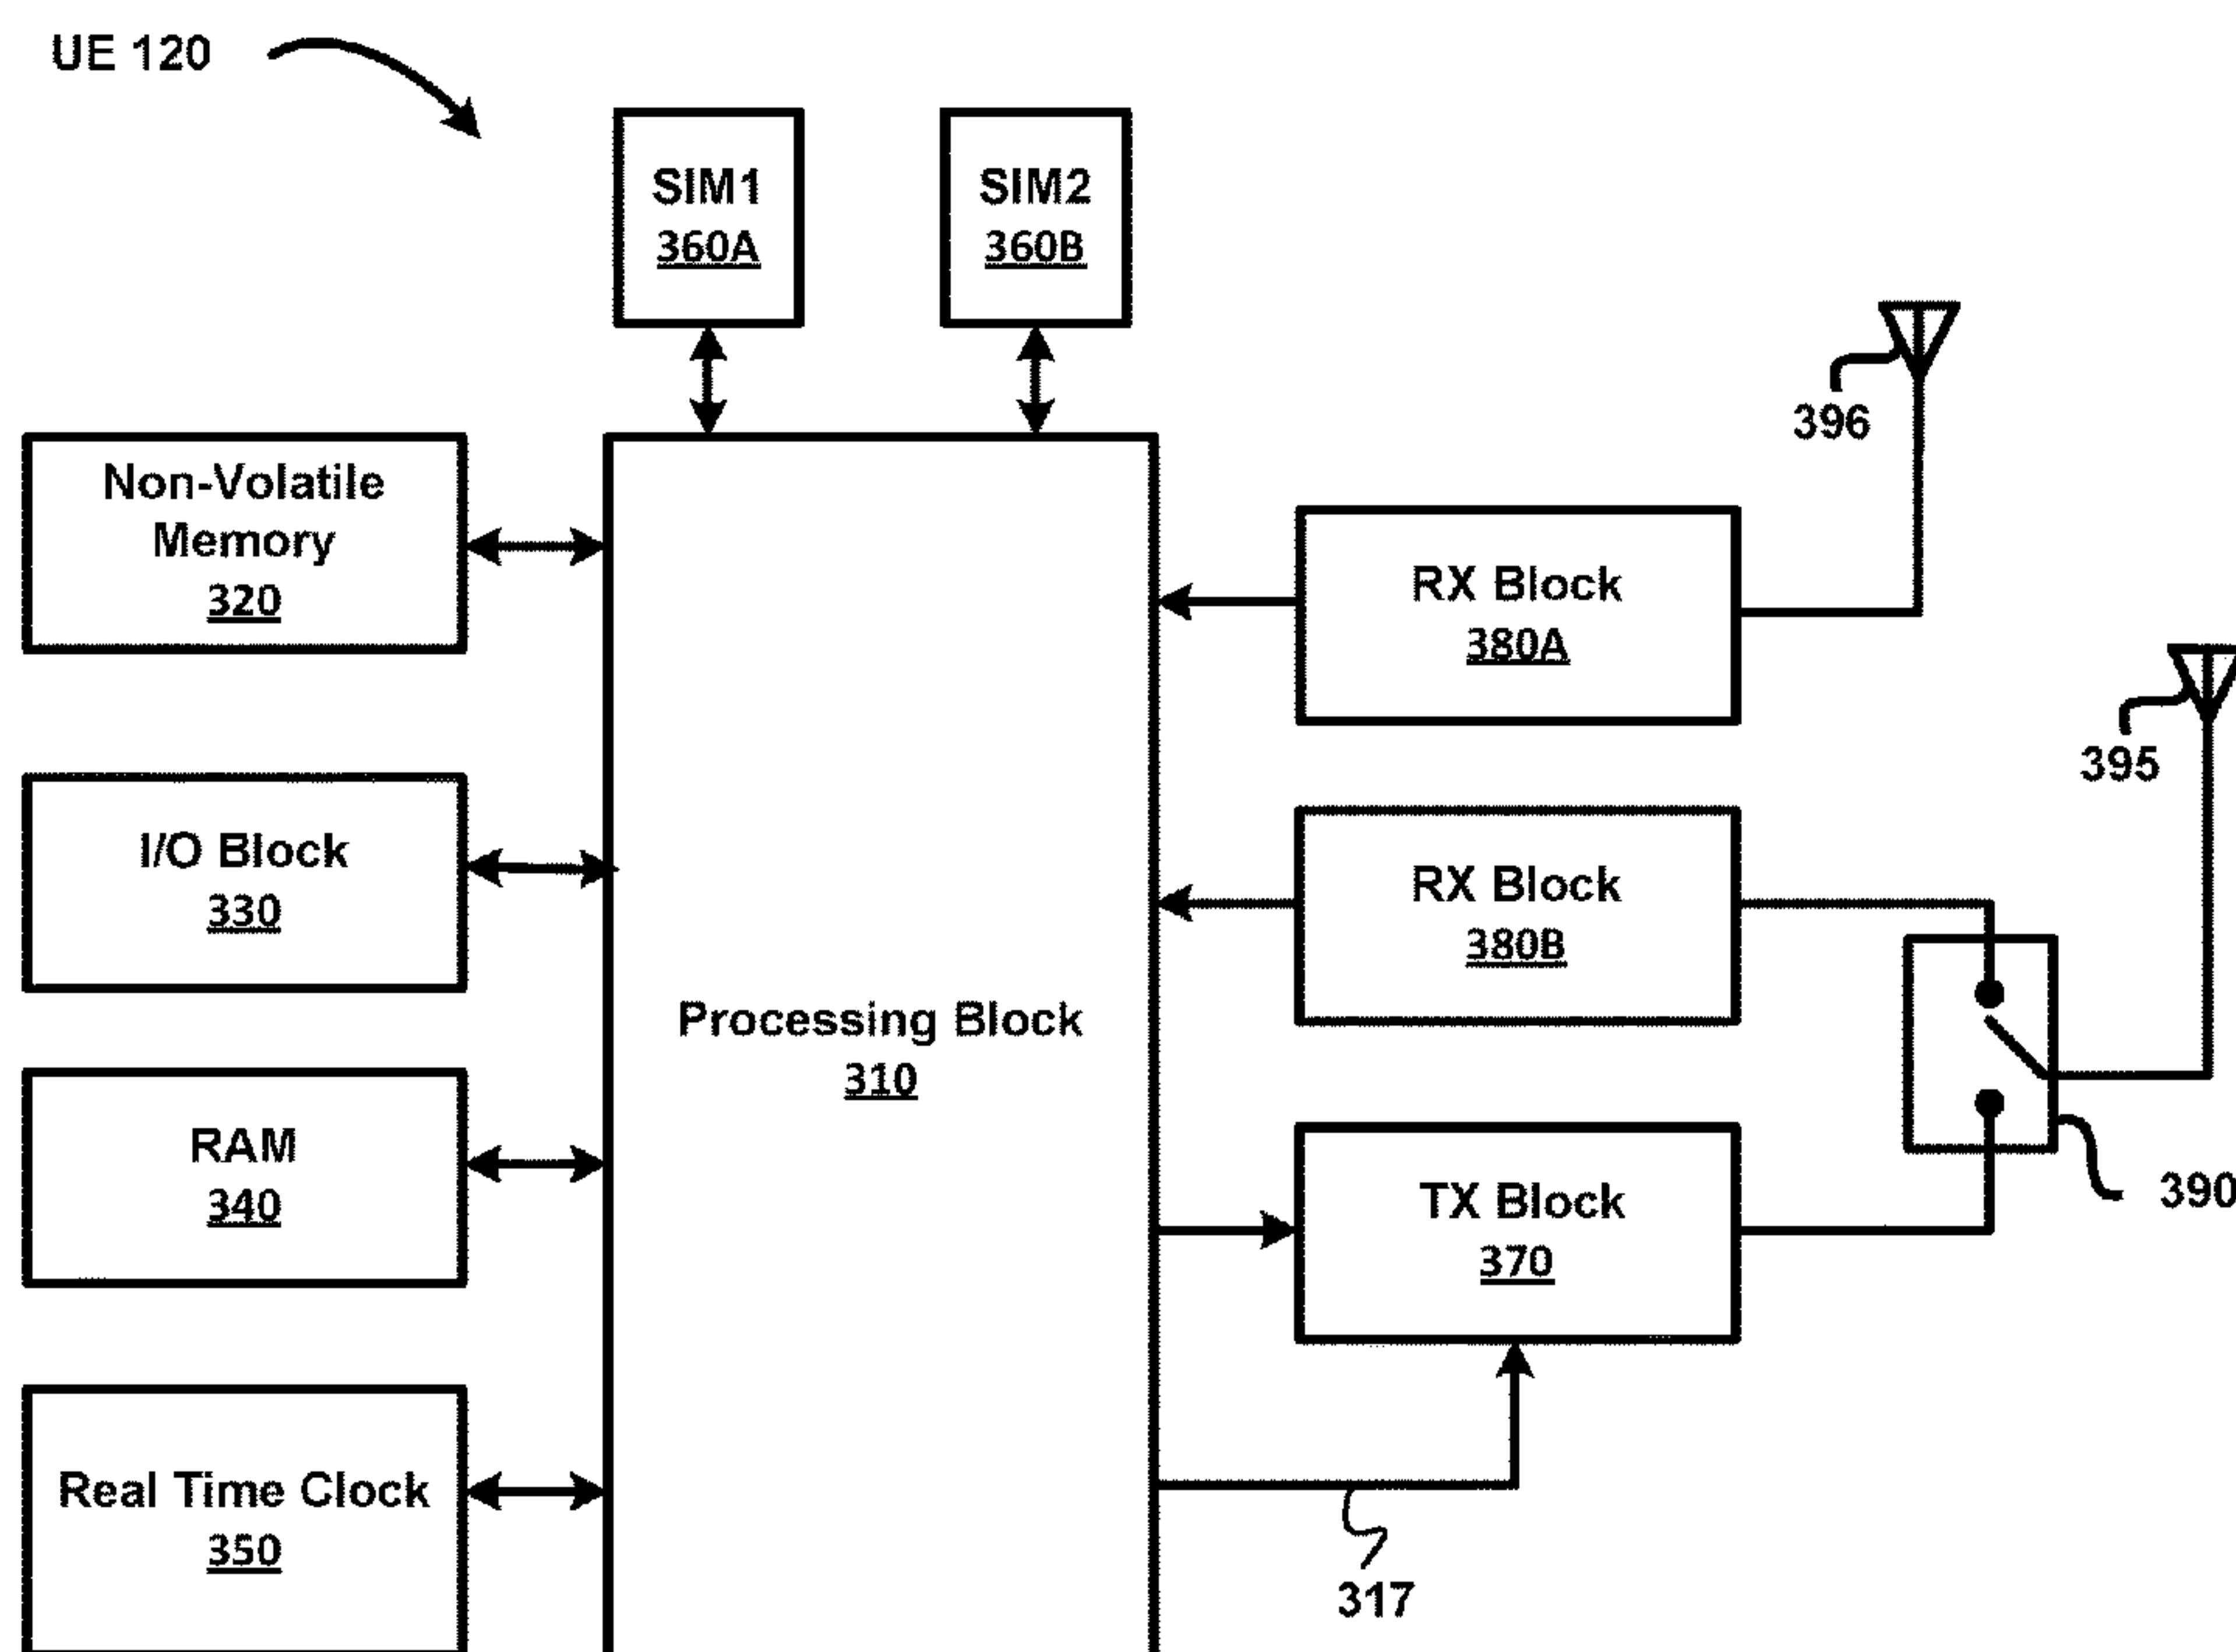 UE 120
SIM1
360A
SIM2
360B
396
Non-Volatile
Memory
320
RX Block
380A
395
I/O Block
330
RX Block
380B
Processing Block
310
RAM
340
TX Block
370
390
Real Time Clock
350
317